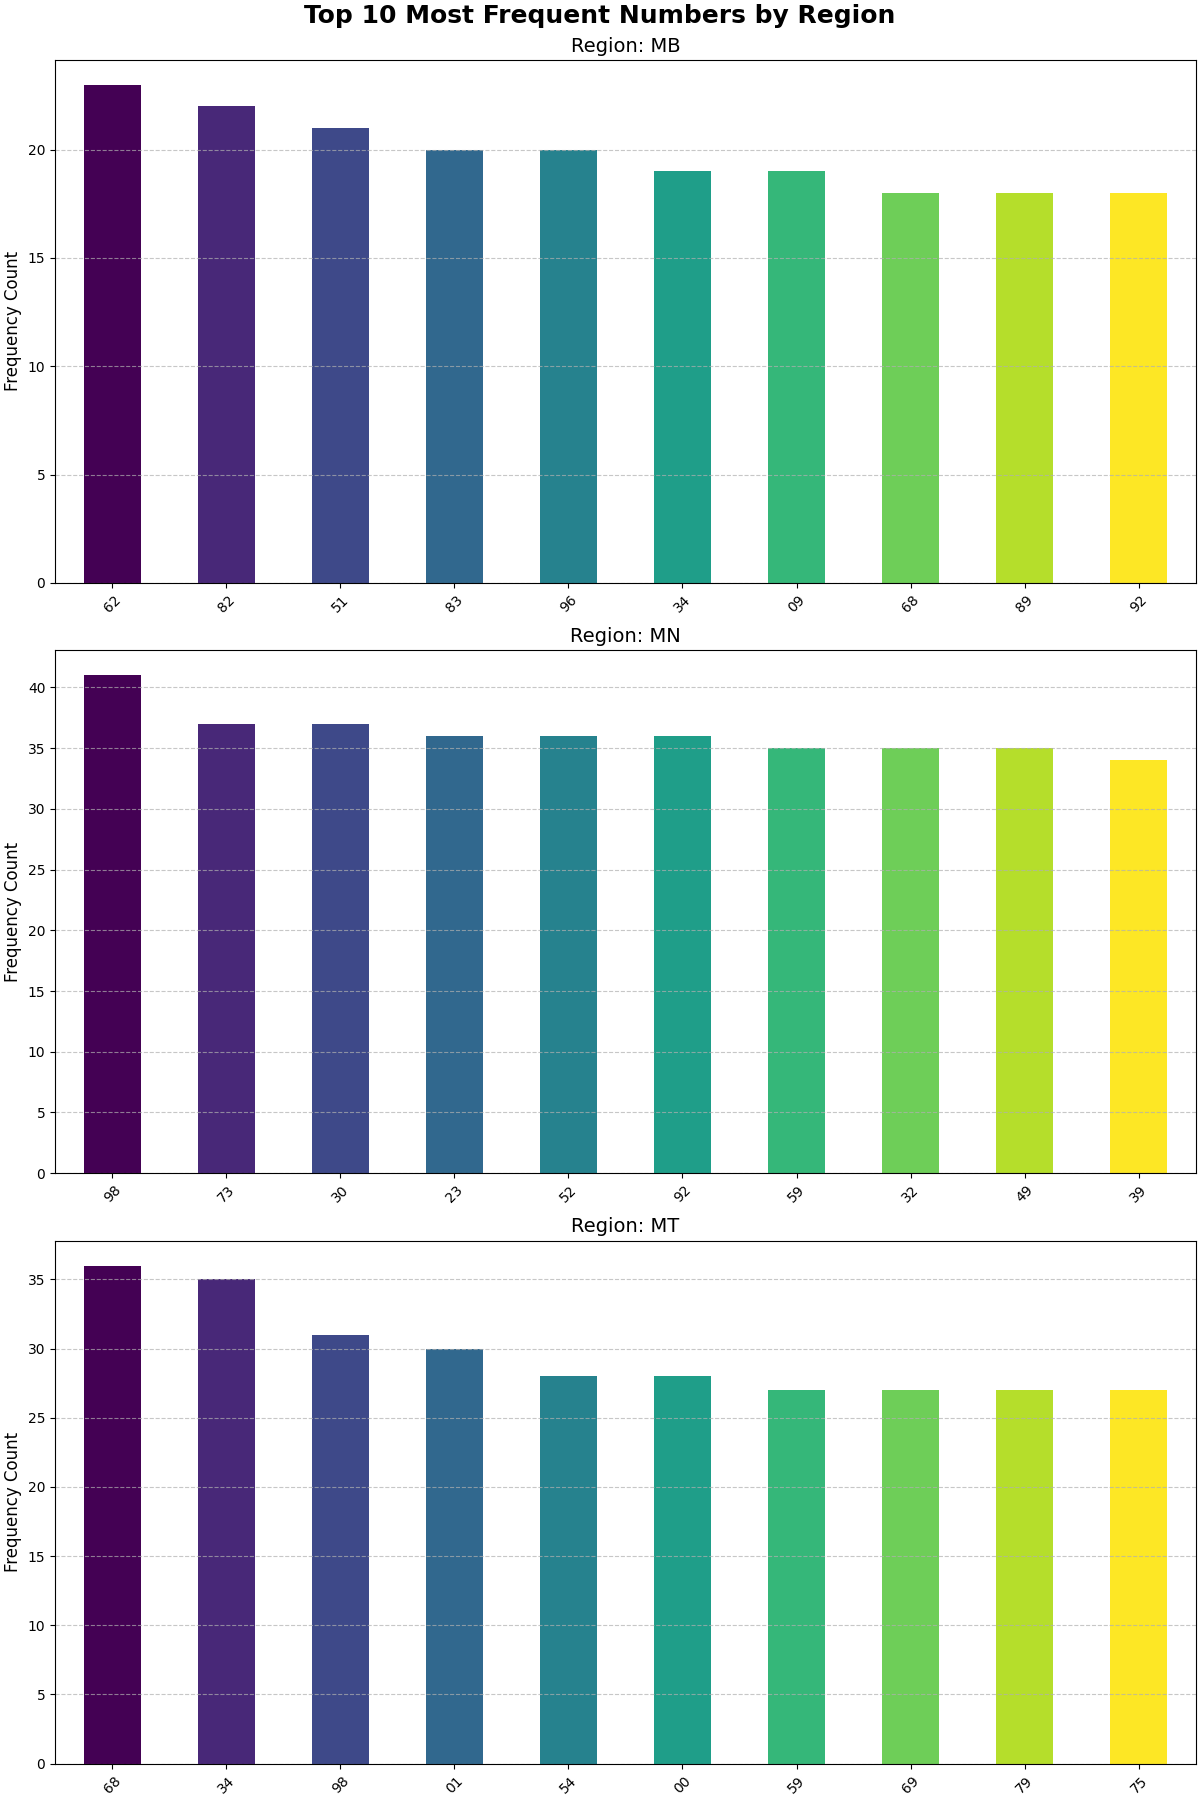 Top 10 Most Frequent Numbers by Region
Region: MB
Frequency Count
20
15
10
5
0
62 82 51 83 96 34 09 68 89 92
Region: MN
Frequency Count
40
35
30
25
20
15
10
5
0
98 73 30 23 52 92 59 32 49 39
Region: MT
Frequency Count
35
30
25
20
15
10
5
0
68 34 98 01 54 00 59 69 79 75